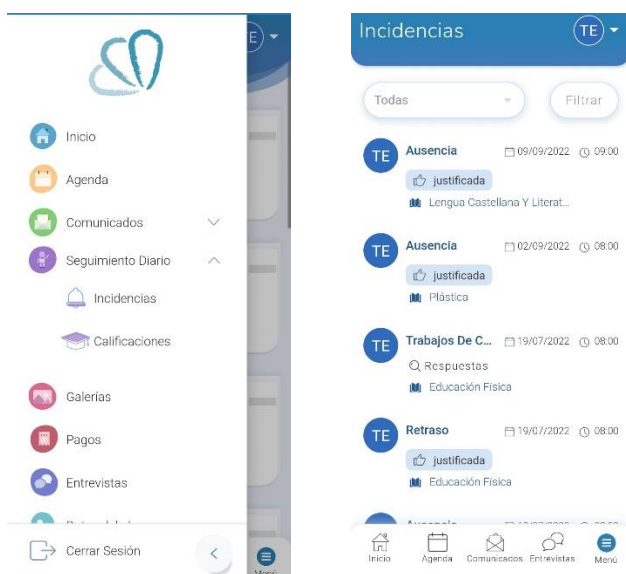 E
Inicio
Agenda
Comunicados
Seguimiento Diario
Incidencias
Calificaciones
Galerías
Pagos
Entrevistas
Cerrar Sesión
Menú
Incidencias
TE
Todas
Filtrar
TE
Ausencia
09/09/2022
09:00
justificada
Lengua Castellana Y Literat...
TE
Ausencia
02/09/2022
08:00
justificada
Plástica
TE
Trabajos De C...
19/07/2022
08:00
Respuestas
Educación Física
TE
Retraso
19/07/2022
08:00
justificada
Educación Física
Inicio
Agenda
Comunicados
Entrevistas
Menú